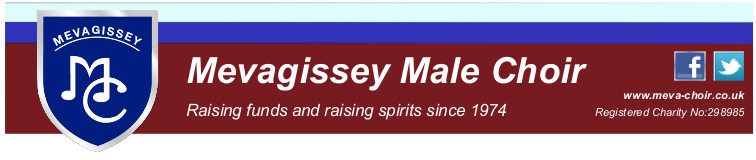 MEVAGISSEY
MC
Mevagissey Male Choir
Raising funds and raising spirits since 1974
f
www.meva-choir.co.uk
Registered Charity No:298985